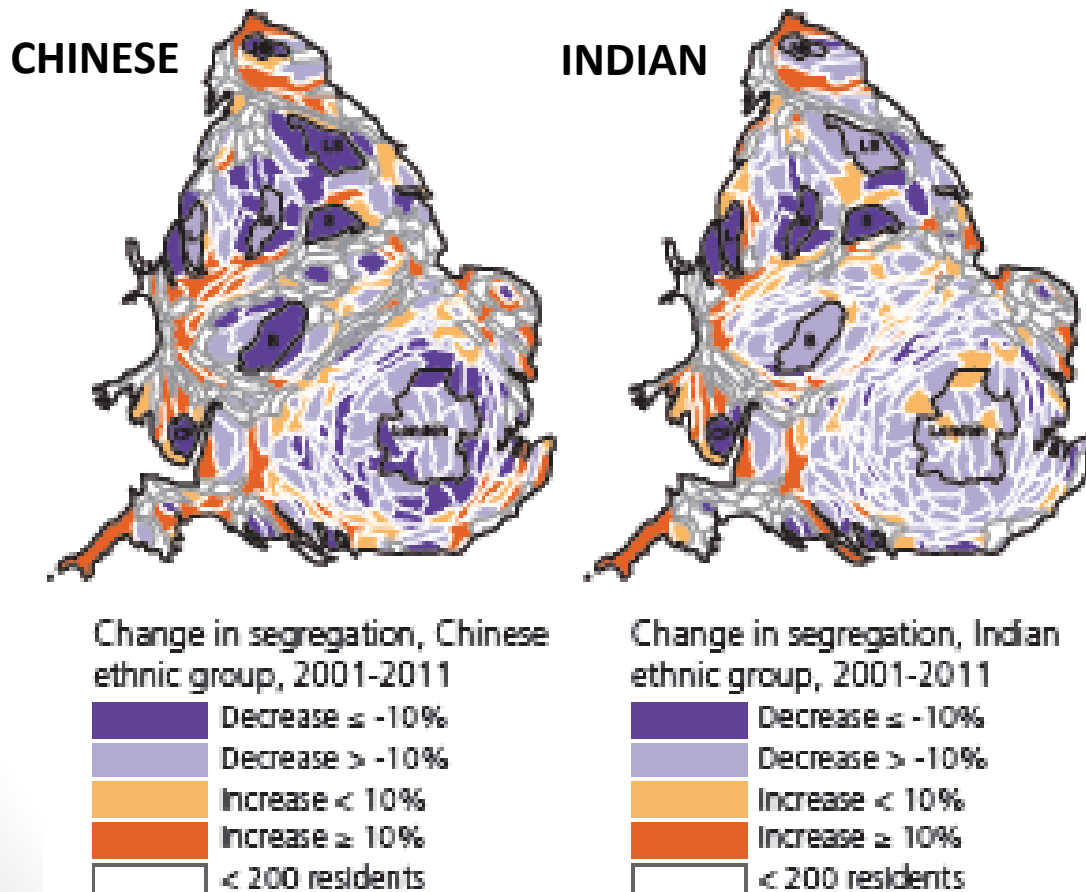 CHINESE
INDIAN
London
Change in segregation, Chinese
ethnic group, 2001-2011
Decrease ≤ -10%
Decrease > -10%
Increase < 10%
Increase ≥ 10%
< 200 residents
Change in segregation, Indian
ethnic group, 2001-2011
Decrease ≤ -10%
Decrease > -10%
Increase < 10%
Increase ≥ 10%
< 200 residents